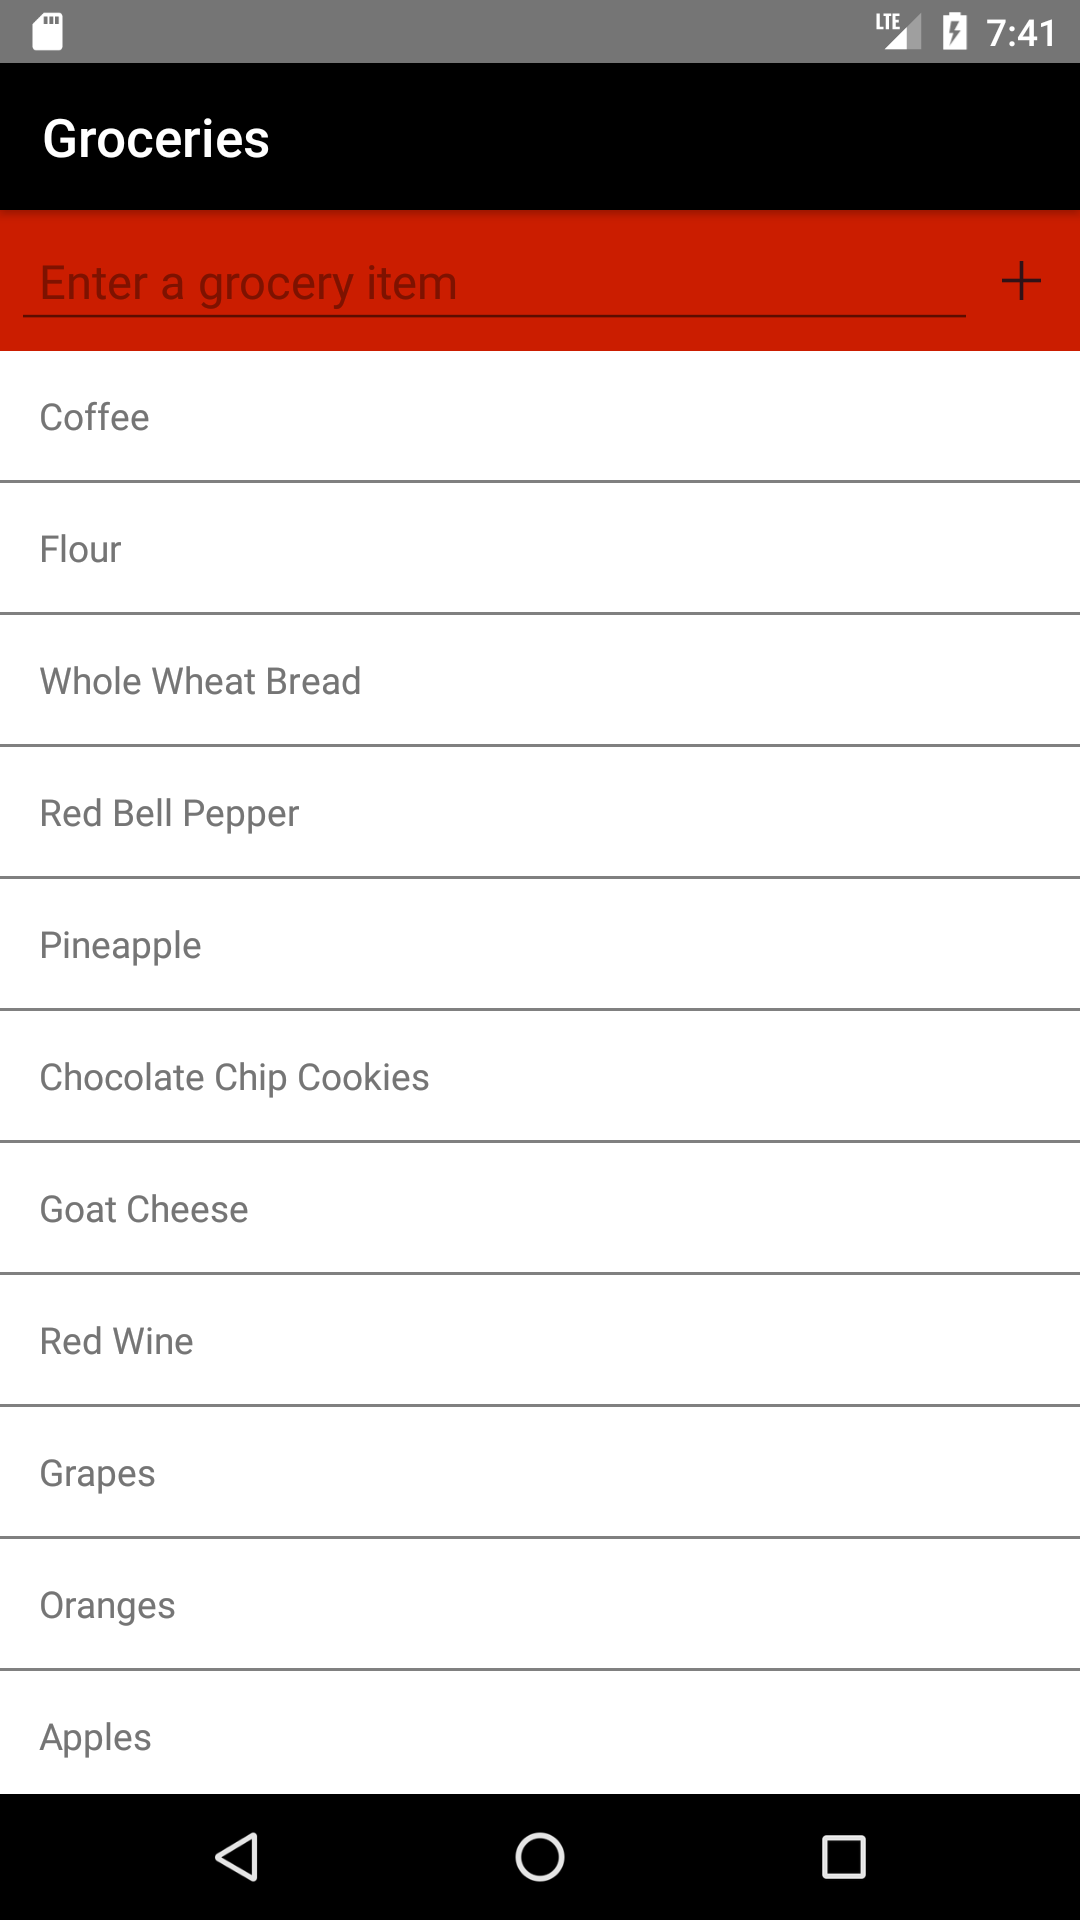 LTE 7:41
Groceries
Enter a grocery item
Coffee
Flour
Whole Wheat Bread
Red Bell Pepper
Pineapple
Chocolate Chip Cookies
Goat Cheese
Red Wine
Grapes
Oranges
Apples